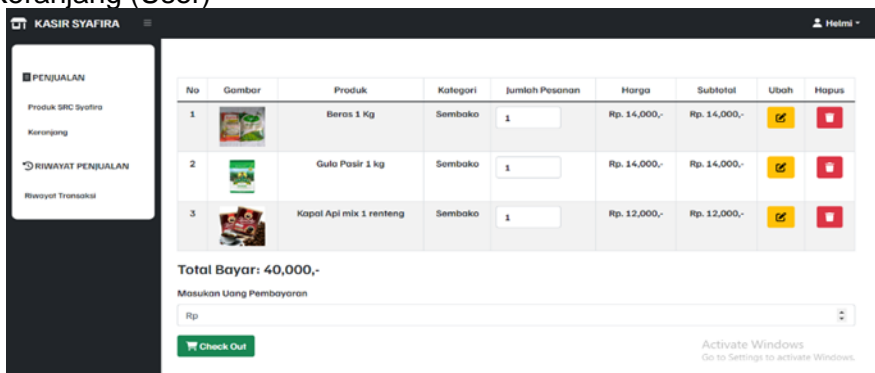 Keranjang (User)
KASIR SYAFIRA
Helmi
PENJUALAN
Produk SRC Syafira
Keranjang
RIWAYAT PENJUALAN
Riwayat Transaksi
No Gambar Produk Kategori Jumlah Pesanan Harga Subtotal Ubah Hapus
1 Beras 1 Kg Sembako 1 Rp. 14,000,- Rp. 14,000,-
2 Gula Pasir 1 kg Sembako 1 Rp. 14,000,- Rp. 14,000,-
3 Kapal Api mix 1 renteng Sembako 1 Rp. 12,000,- Rp. 12,000,-
Total Bayar: 40,000,-
Masukan Uang Pembayaran
Rp
Check Out
Activate Windows
Go to Settings to activate Windows.